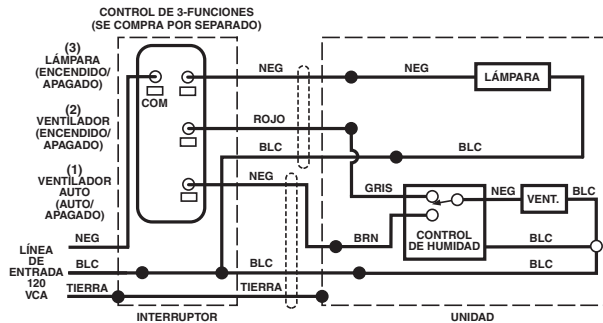 CONTROL DE 3-FUNCIONES
(SE COMPRA POR SEPARADO)
(3)
LÁMPARA
(ENCENDIDO/
APAGADO)
(2)
VENTILADOR
(ENCENDIDO/
APAGADO)
(1)
VENTILADOR
AUTO
(AUTO/
APAGADO)
COM
NEG
NEG
LÁMPARA
ROJO
BLC
BLC
NEG
GRIS
NEG
VENT.
BLC
BRN
CONTROL
DE HUMIDAD
BLC
LÍNEA
DE
ENTRADA
120
VCA
NEG
BLC
BLC
BLC
TIERRA
TIERRA
INTERRUPTOR
UNIDAD